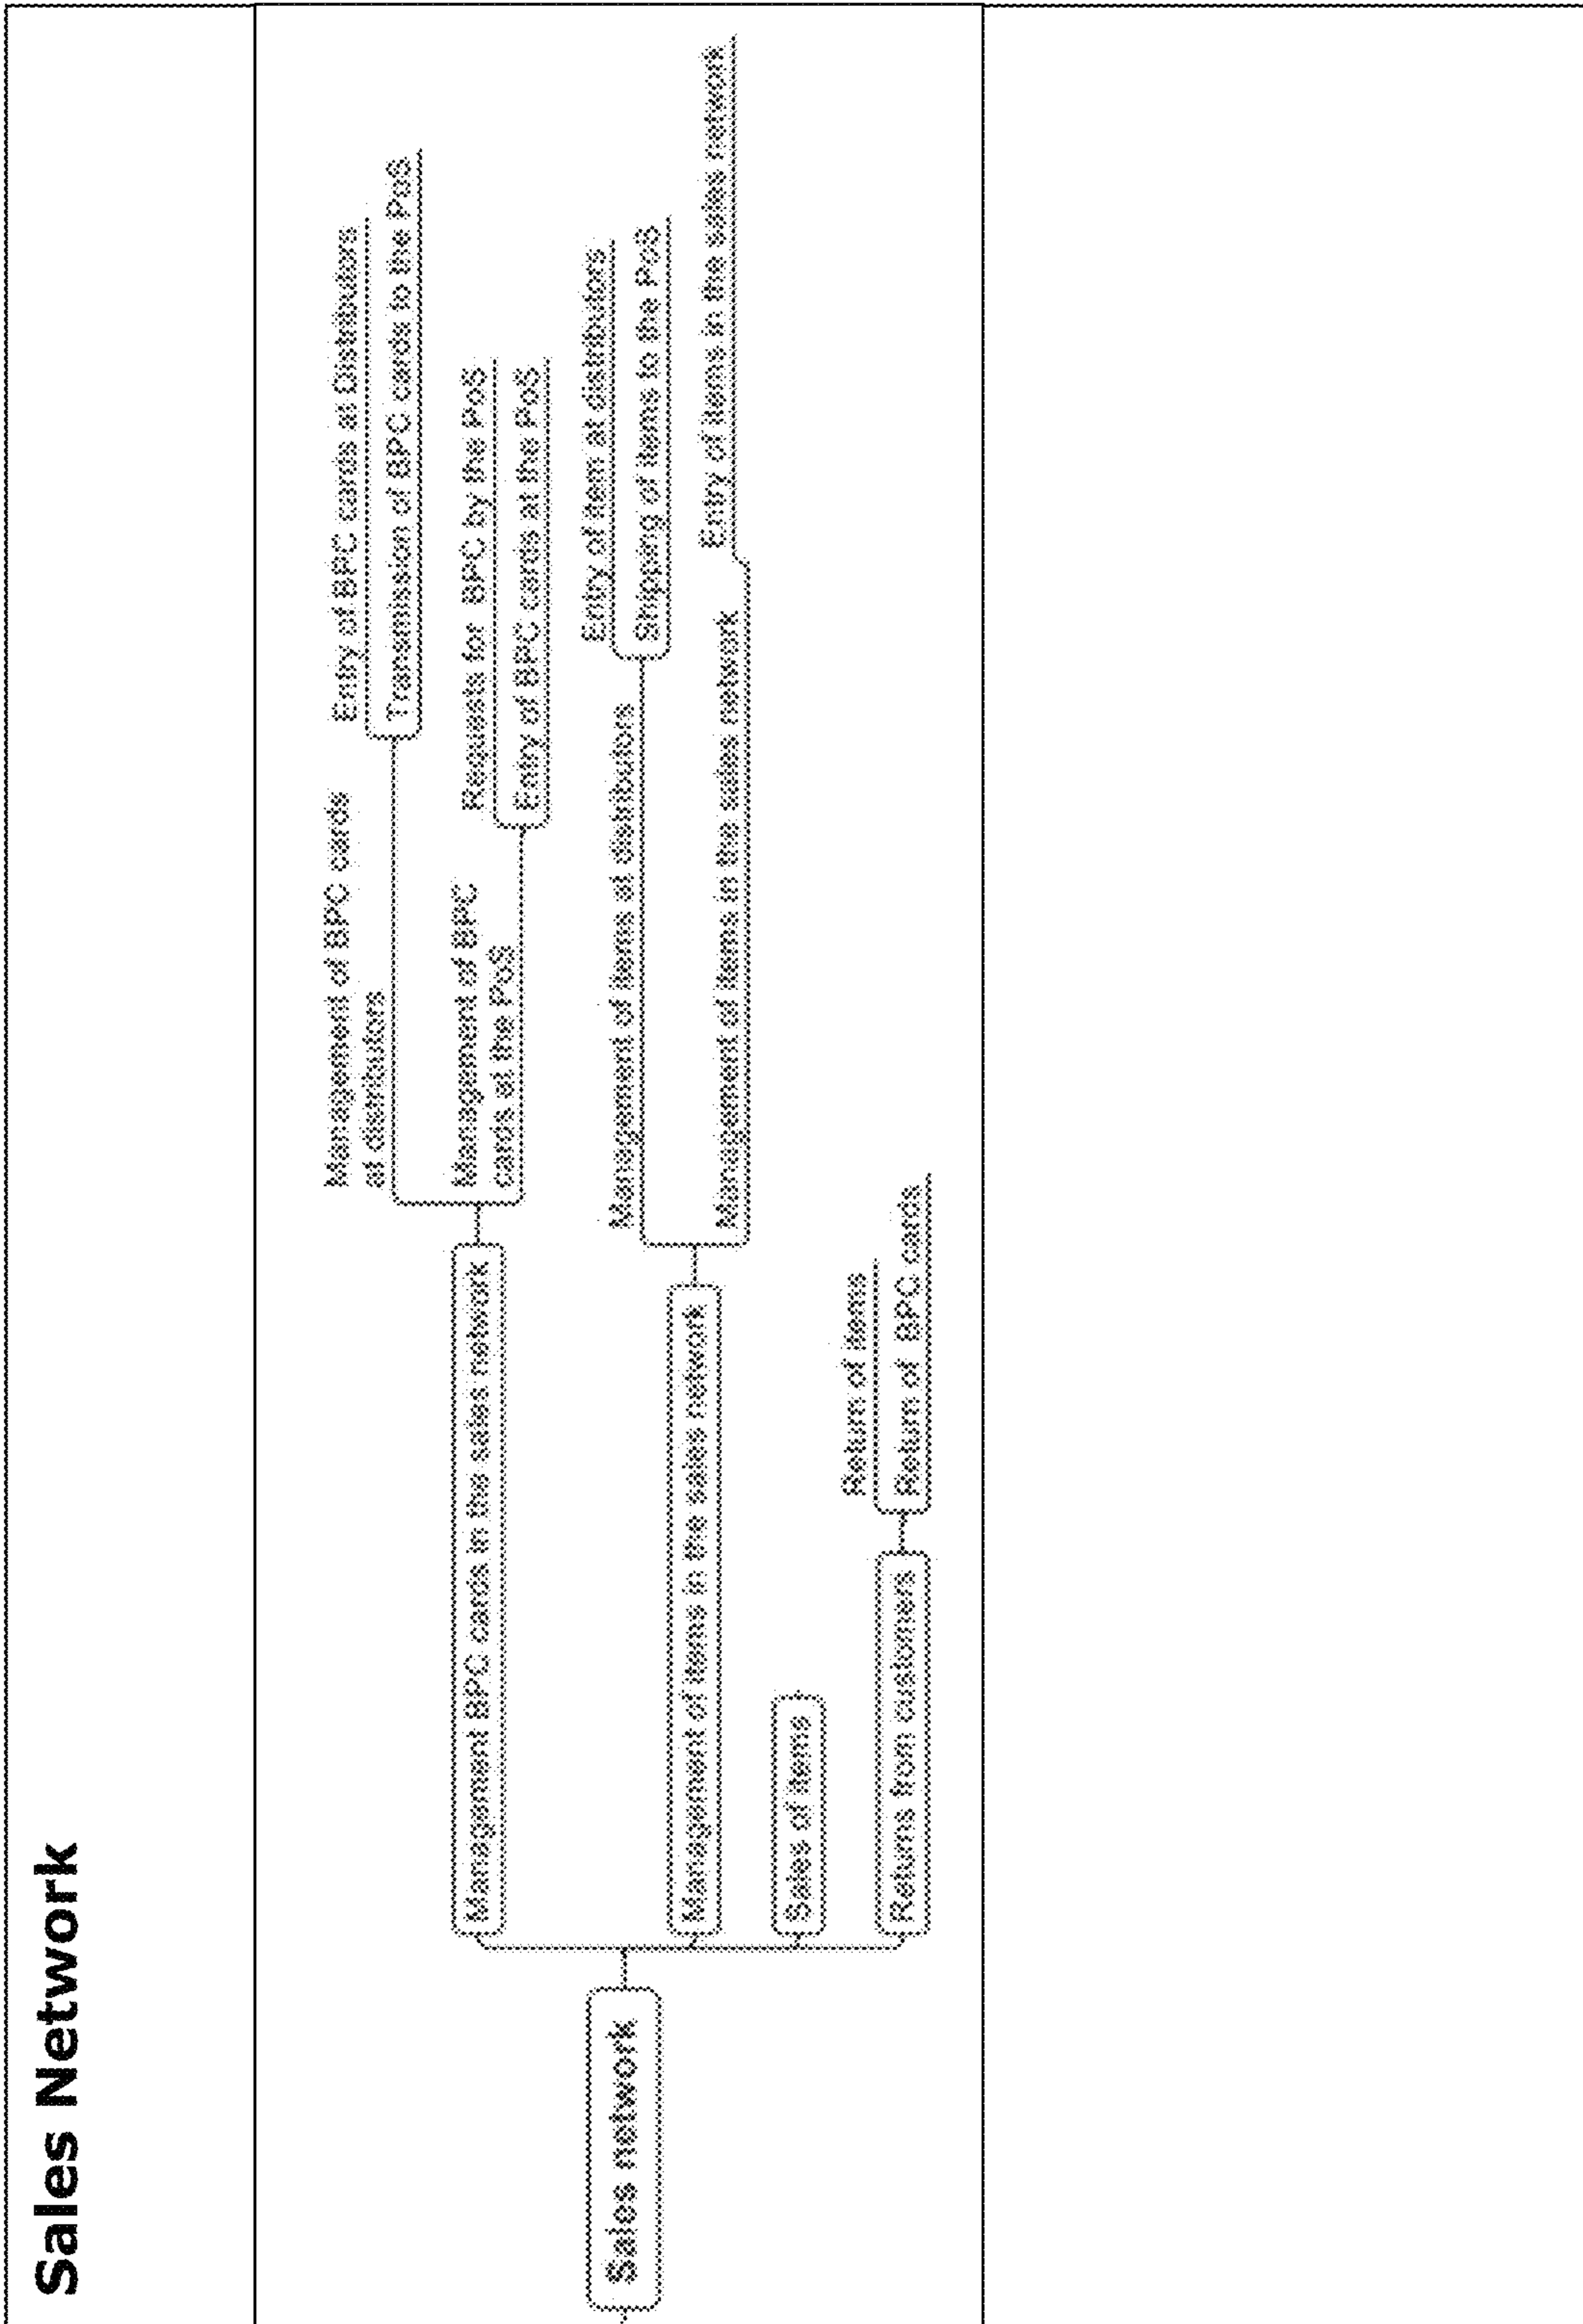 Sales Network
Sales network
Management BPC cards in the sales network
Management of BPC cards
at distributors
Entry of BPC cards at Distributors
Transmission of BPC cards to the PoS
Management of BPC
cards at the PoS
Requests for BPC by the PoS
Entry of BPC cards at the PoS
Management of items in the sales network
Management of items at distributors
Entry of item at distributors
Shipping of items to the PoS
Management of items in the sales network
Entry of items in the sales network
Sales of items
Returns from customers
Return of items
Return of BPC cards